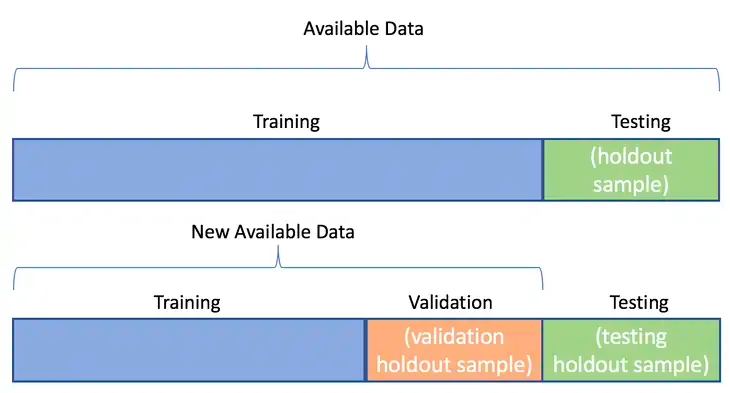 Available Data
Training Testing
(holdout
sample)
New Available Data
Training Validation Testing
(validation (testing
holdout sample) holdout sample)